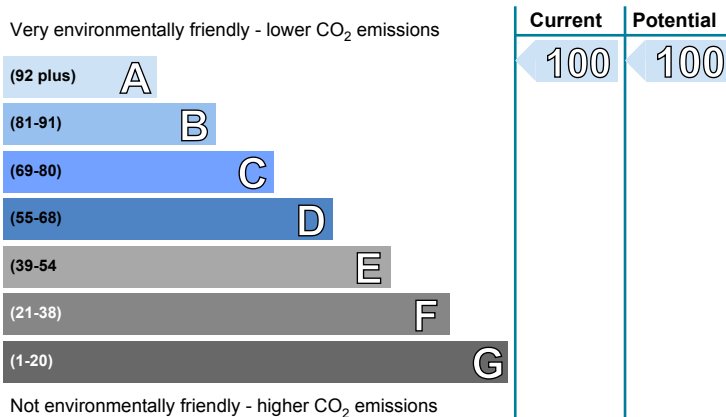 Very environmentally friendly - lower CO₂ emissions
Current Potential
(92 plus) A 100 100
(81-91) B
(69-80) C
(55-68) D
(39-54 E
(21-38) F
(1-20) G
Not environmentally friendly - higher CO₂ emissions